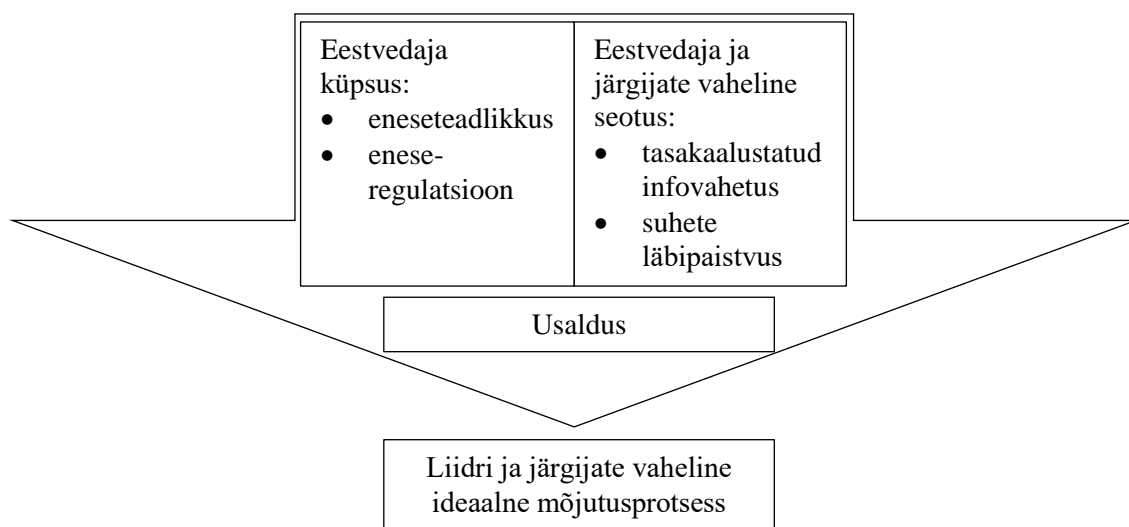 Eestvedaja
küpsus:
• eneseteadlikkus
• enese-
regulatsioon
Eestvedaja ja
järgijate vaheline
seotus:
• tasakaalustatud
infovahetus
• suhete
läbipaistvus
Usaldus
Liidri ja järgijate vaheline
ideaalne mõjutusprotsess